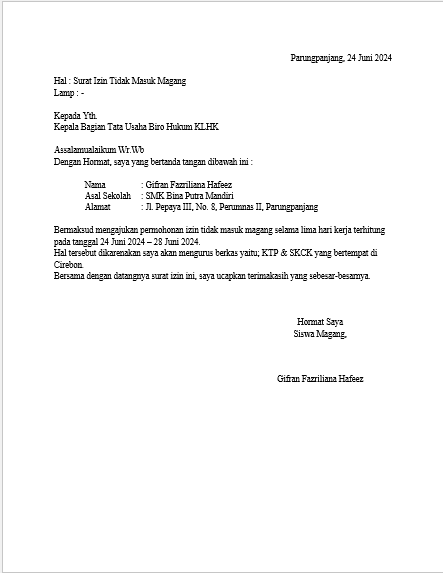 Parungpanjang, 24 Juni 2024
Hal : Surat Izin Tidak Masuk Magang
Lamp : -
Kepada Yth.
Kepala Bagian Tata Usaha Biro Hukum KLHK
Assalamualaikum Wr.Wb
Dengan Hormat, saya yang bertanda tangan dibawah ini :
Nama : Gifran Fazriliana Hafeez
Asal Sekolah : SMK Bina Putra Mandiri
Alamat : Jl. Pepaya III, No. 8, Perumnas II, Parungpanjang
Bermaksud mengajukan permohonan izin tidak masuk magang selama lima hari kerja terhitung
pada tanggal 24 Juni 2024 – 28 Juni 2024.
Hal tersebut dikarenakan saya akan mengurus berkas yaitu; KTP & SKCK yang bertempat di
Cirebon.
Bersama dengan datangnya surat izin ini, saya ucapkan terimakasih yang sebesar-besarnya.
Hormat Saya
Siswa Magang,
Gifran Fazriliana Hafeez